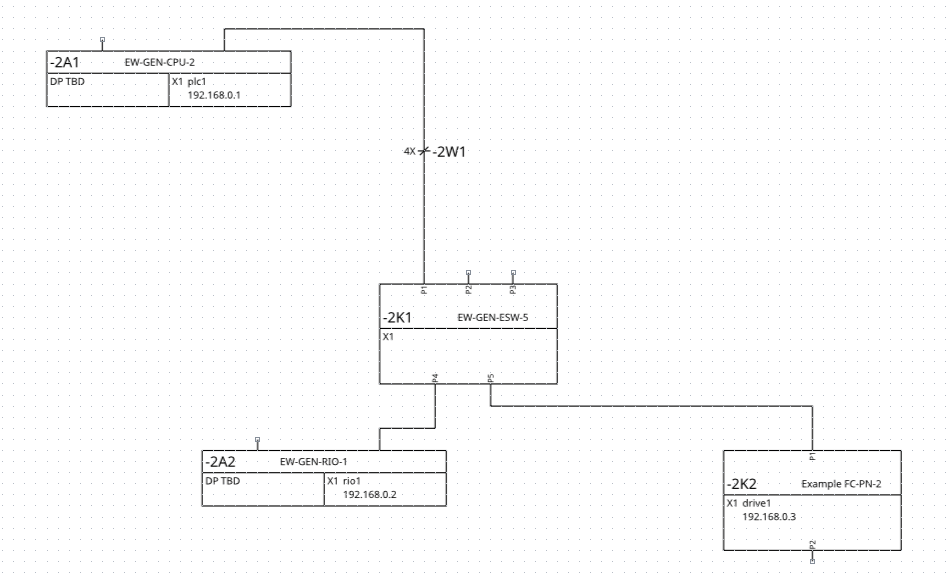 -2A1 EW-GEN-CPU-2
DP TBD X1 plc1
192.168.0.1
4X -2W1
P1 P2 P3
-2K1 EW-GEN-ESW-5
X1
P4 P5
-2A2 EW-GEN-RIO-1
DP TBD X1 rio1
192.168.0.2
P1
-2K2 Example FC-PN-2
X1 drive1
192.168.0.3
P2